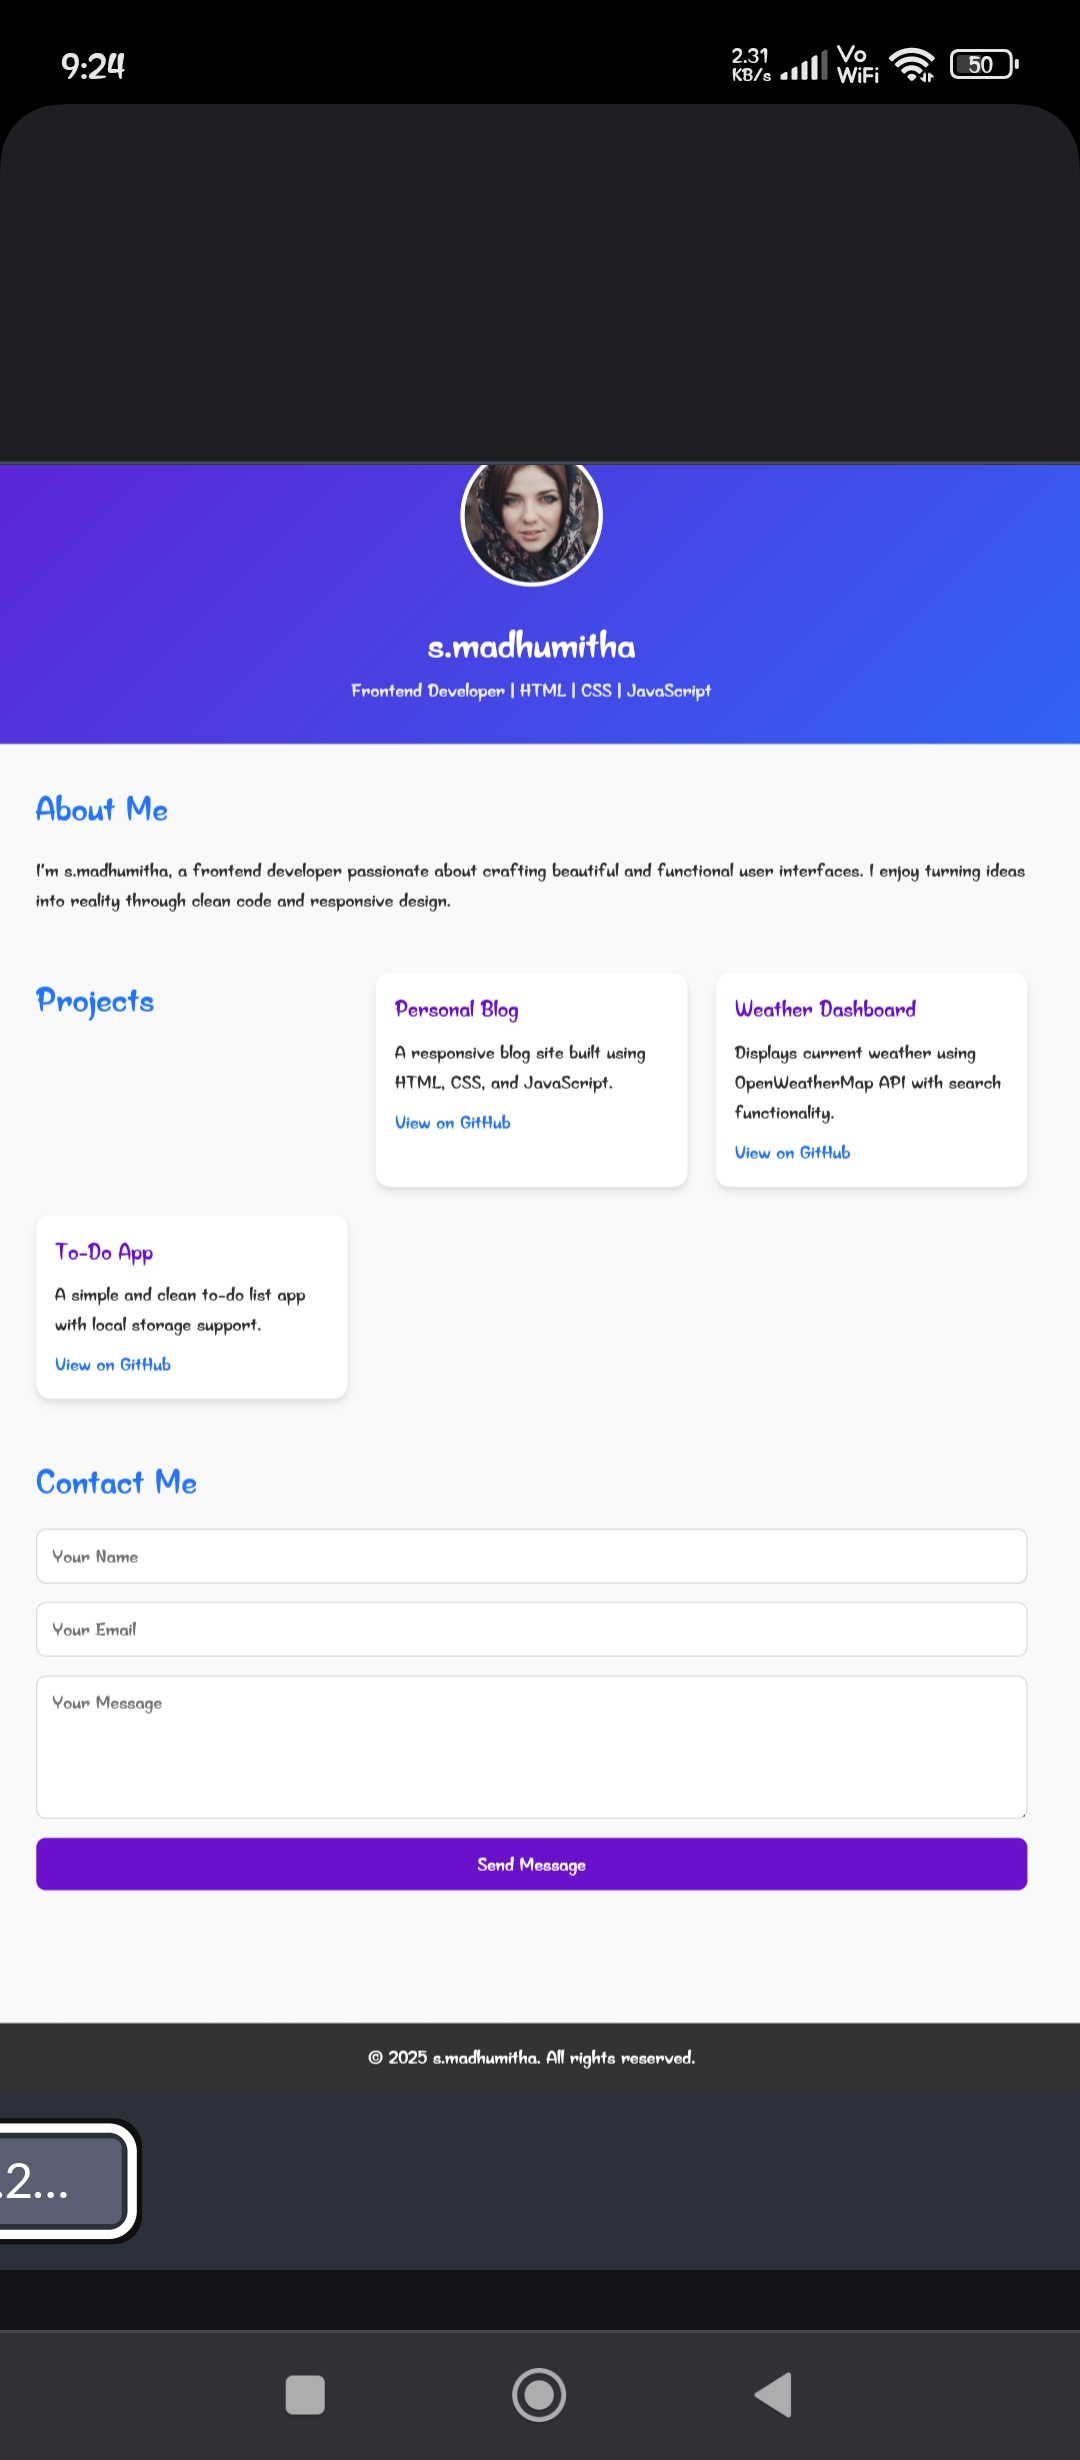 9:24
2.31
KB/s
Vo
WiFi
50
s.madhumitha
Frontend Developer | HTML | CSS | JavaScript
About Me
I'm s.madhumitha, a frontend developer passionate about crafting beautiful and functional user interfaces. I enjoy turning ideas
into reality through clean code and responsive design.
Projects
Personal Blog
A responsive blog site built using
HTML, CSS, and JavaScript.
View on GitHub
Weather Dashboard
Displays current weather using
OpenWeatherMap API with search
functionality.
View on GitHub
To-Do App
A simple and clean to-do list app
with local storage support.
View on GitHub
Contact Me
Your Name
Your Email
Your Message
Send Message
© 2025 s.madhumitha. All rights reserved.
.2...